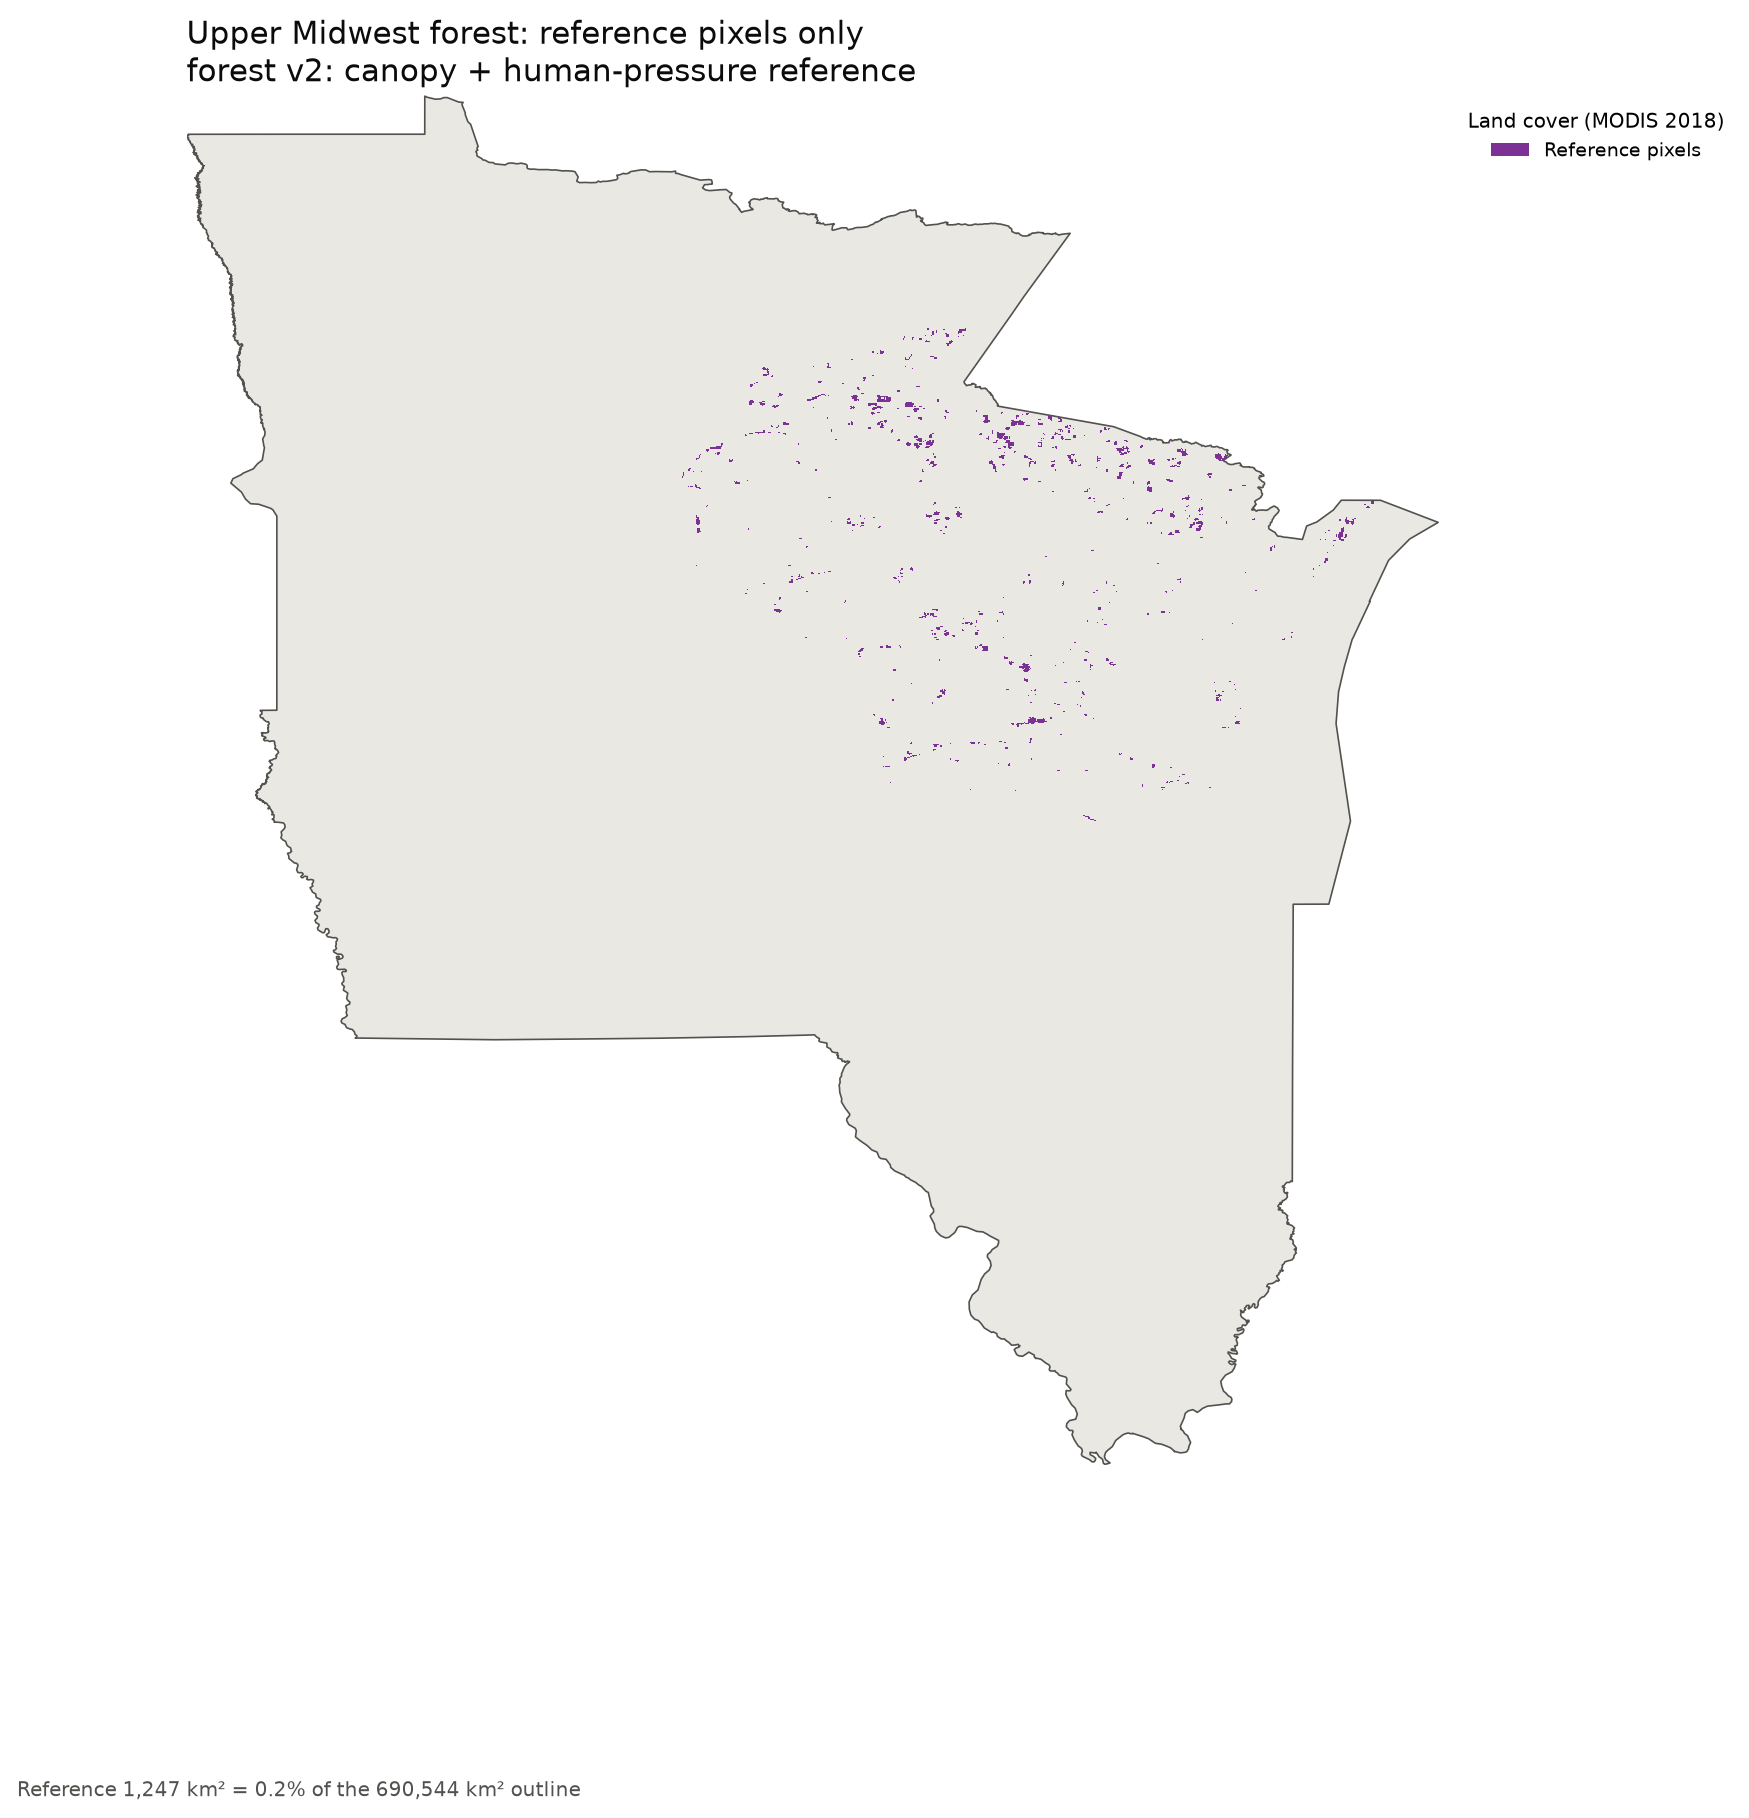 Upper Midwest forest: reference pixels only
forest v2: canopy + human-pressure reference
Land cover (MODIS 2018)
Reference pixels
Reference 1,247 km² = 0.2% of the 690,544 km² outline